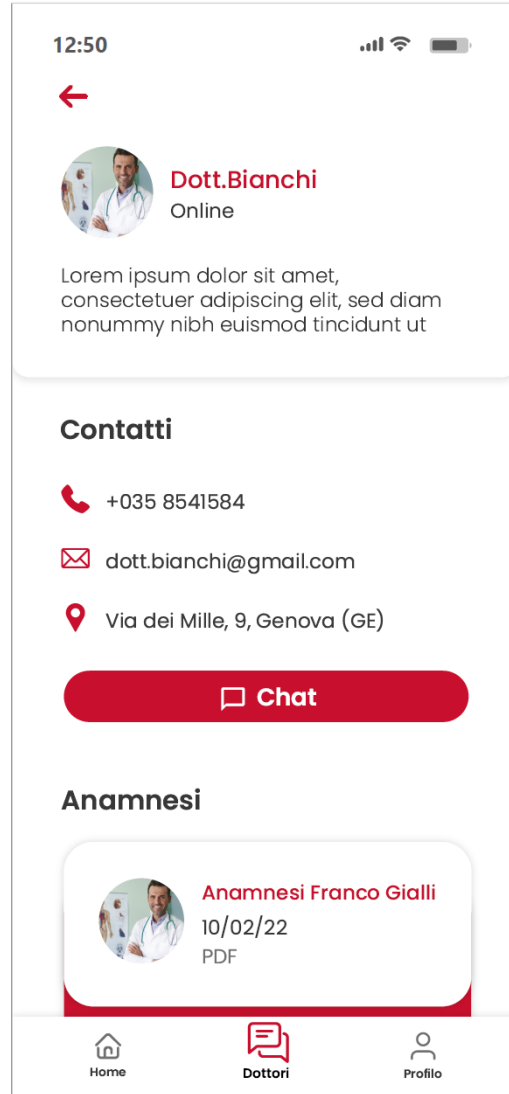 12:50
Dott.Bianchi
Online
Lorem ipsum dolor sit amet,
consectetuer adipiscing elit, sed diam
nonummy nibh euismod tincidunt ut
Contatti
+035 8541584
dott.bianchi@gmail.com
Via dei Mille, 9, Genova (GE)
Chat
Anamnesi
Anamnesi Franco Gialli
10/02/22
PDF
Home
Dottori
Profilo